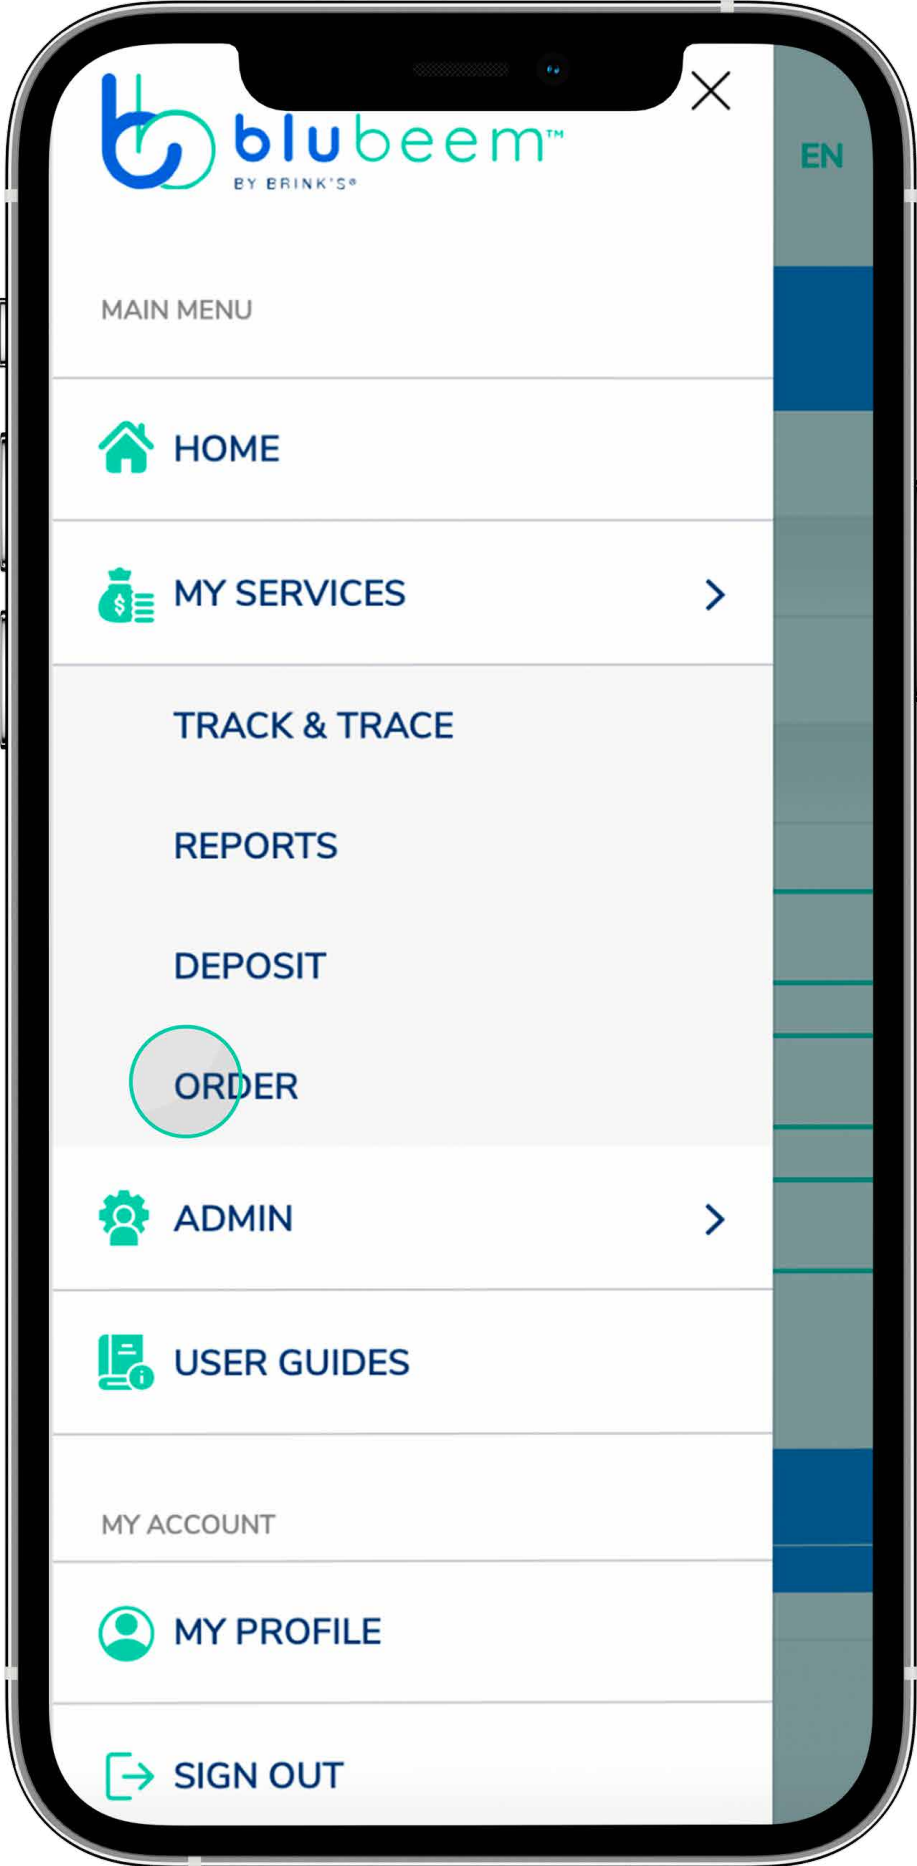 blubeem™
BY BRINK'S®
EN
MAIN MENU
HOME
$ MY SERVICES
TRACK & TRACE
REPORTS
DEPOSIT
ORDER
ADMIN
i USER GUIDES
MY ACCOUNT
MY PROFILE
SIGN OUT